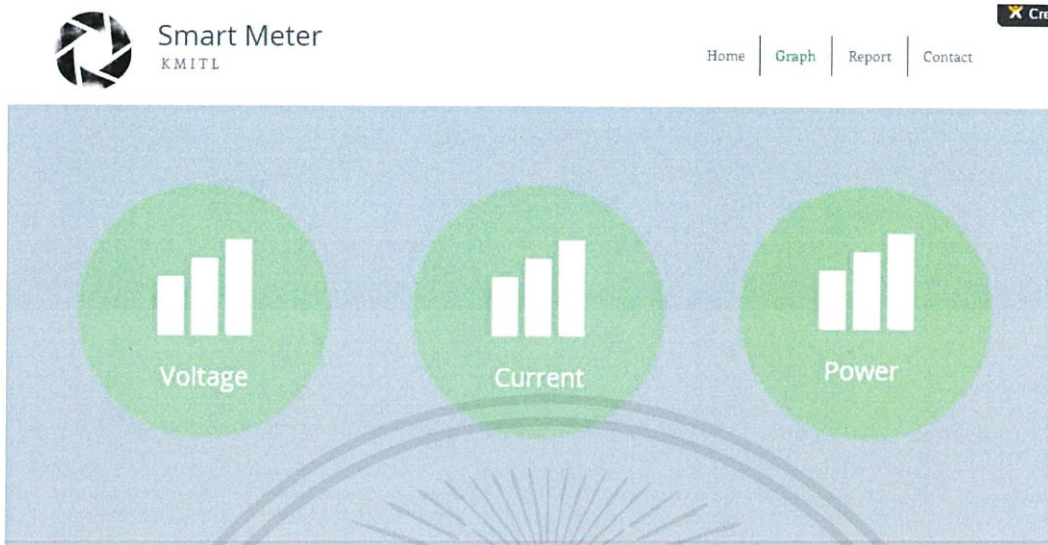 Smart Meter
KMITL
Home Graph Report Contact
Voltage
Current
Power